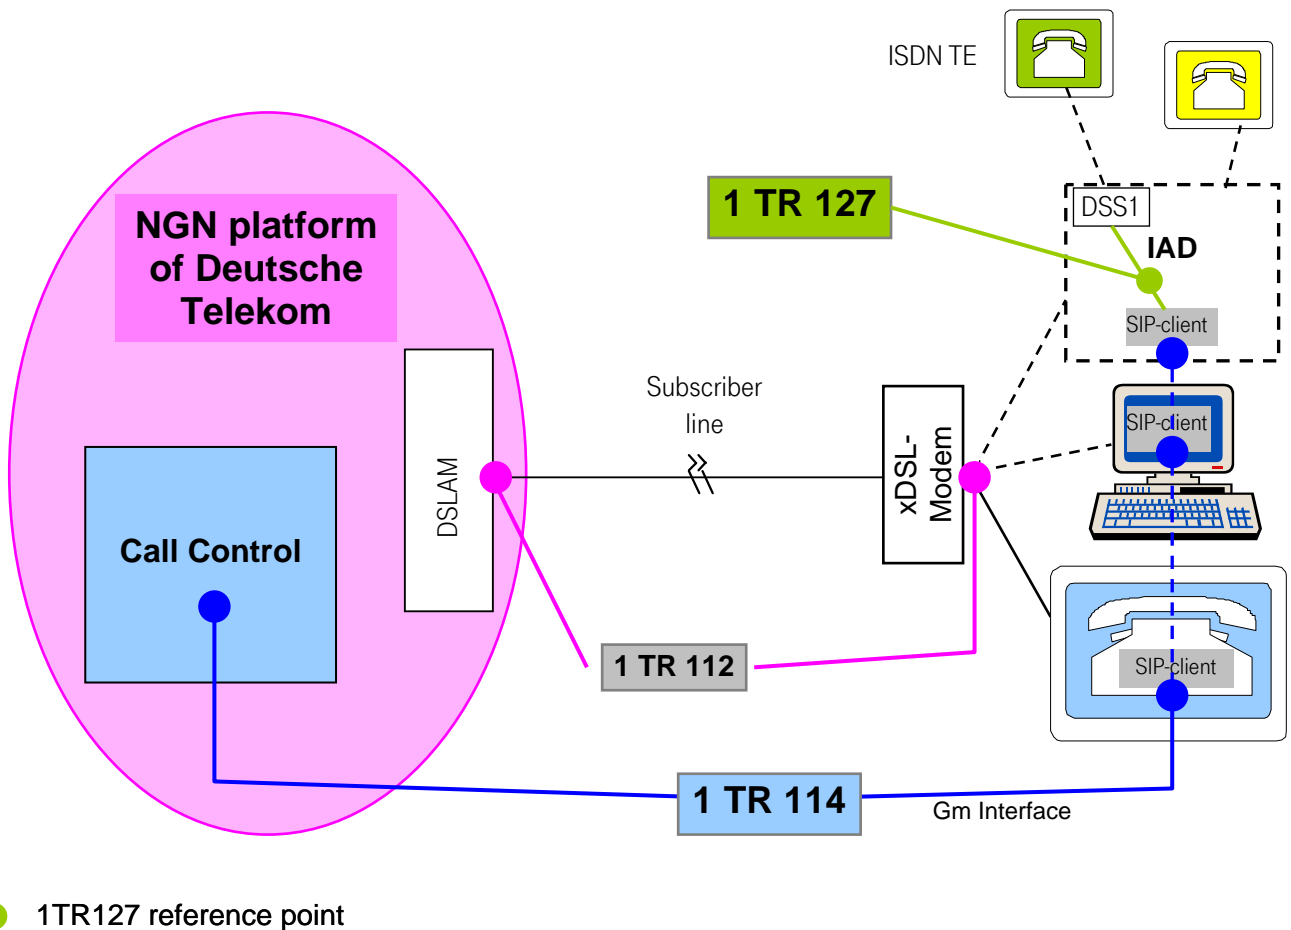 ISDN TE
1 TR 127
DSS1
IAD
SIP-client
NGN platform
of Deutsche
Telekom
Subscriber
line
DSLAM
xDSL-
Modem
SIP-client
Call Control
1 TR 112
SIP-client
1 TR 114
Gm Interface
1TR127 reference point